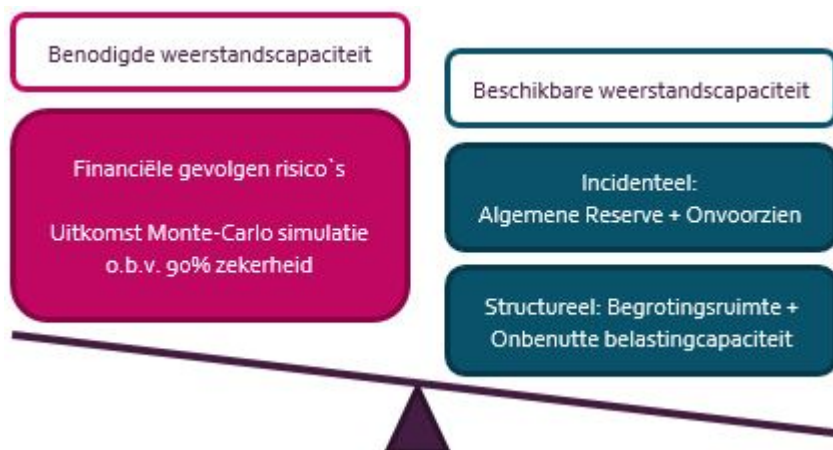 Benodigde weerstandscapaciteit
Financiële gevolgen risico`s
Uitkomst Monte-Carlo simulatie
o.b.v. 90% zekerheid
Beschikbare weerstandscapaciteit
Incidenteel:
Algemene Reserve + Onvoorzien
Structureel: Begrotingsruimte +
Onbenutte belastingcapaciteit